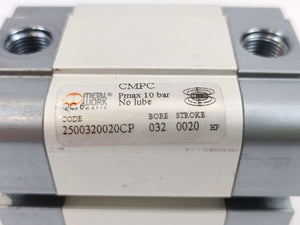 CMPC
METAL WORK
Pmax 10 bar
No lube
CODE BORE STROKE
2500320020CP 032 0020 HP